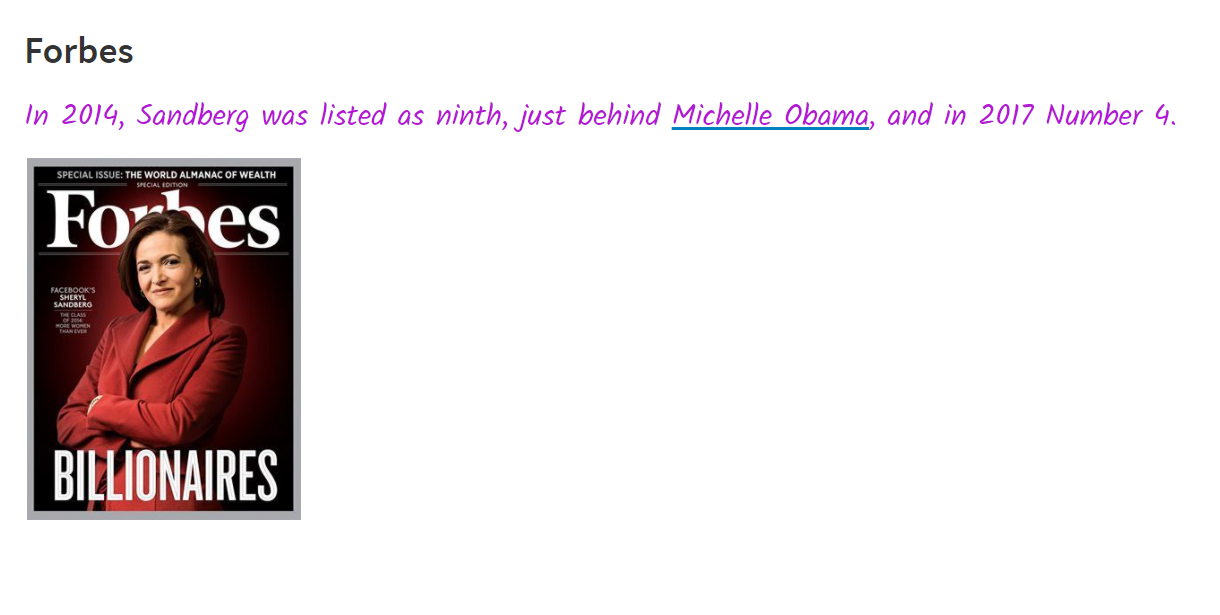 Forbes
In 2014, Sandberg was listed as ninth, just behind Michelle Obama, and in 2017 Number 4.
SPECIAL ISSUE: THE WORLD ALMANAC OF WEALTH
SPECIAL EDITION
Forbes
FACEBOOK'S
SHERYL
SANDBERG
THE CLASS
OF 2014
MORE WOMEN
THAN EVER
BILLIONAIRES